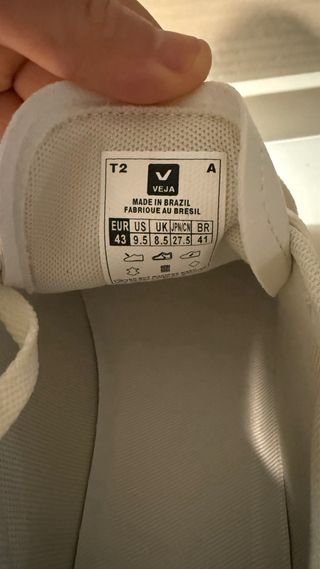 T2 V A
VEJA
MADE IN BRAZIL
FABRIQUE AU BRESIL
EUR US UK JPN/CN BR
43 9.5 8.5 27.5 41